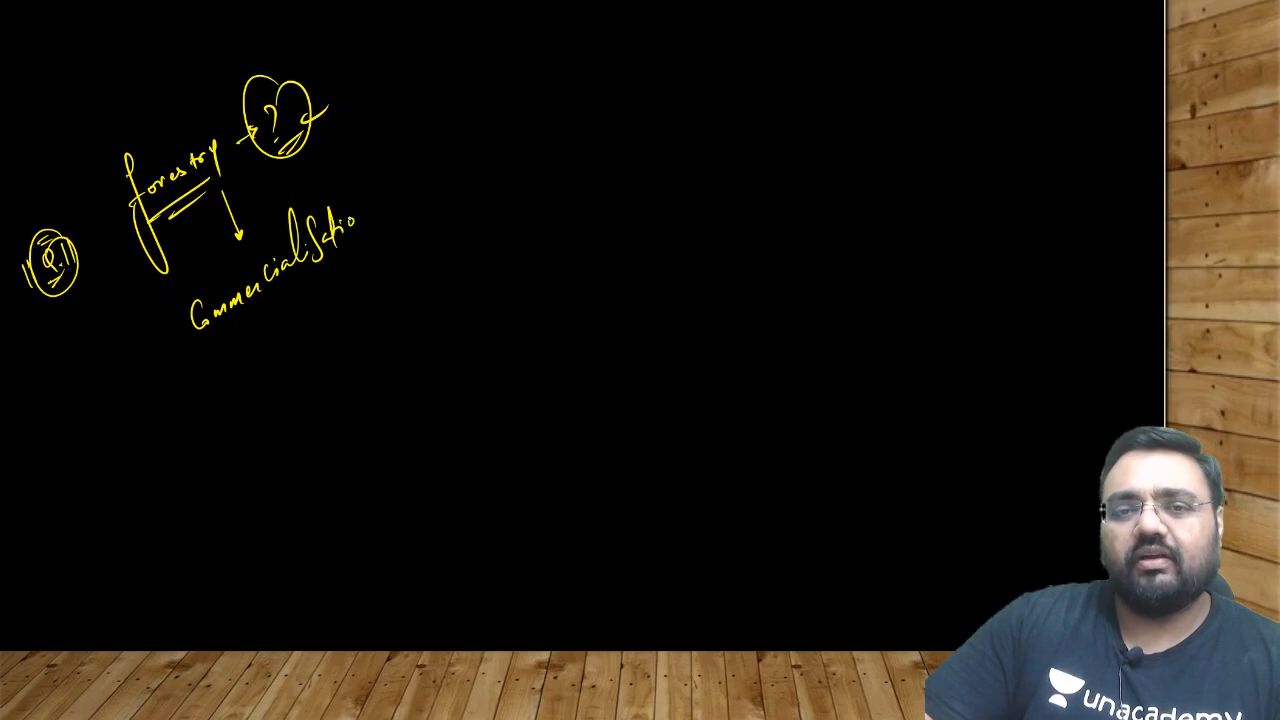 ?
forestry →
Q.1
Commercialisatio
unacademy